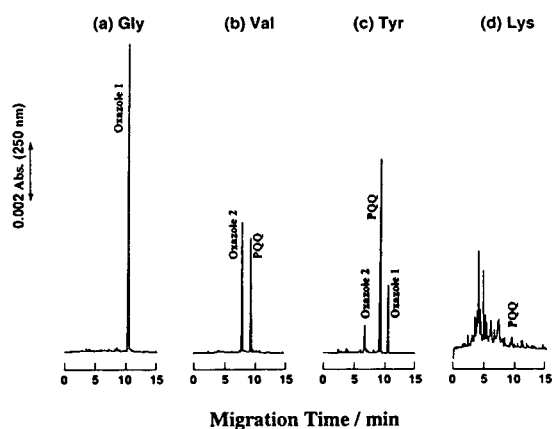 (a) Gly (b) Val (c) Tyr (d) Lys
0.002 Abs. (250 nm)
Oxazole 1
Oxazole 2
PQQ
Oxazole 2
PQQ
Oxazole 1
PQQ
0 5 10 15 0 5 10 15 0 5 10 15 0 5 10 15
Migration Time / min